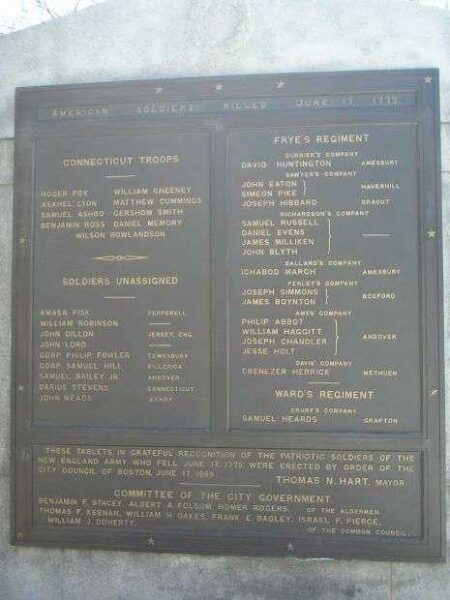 AMERICAN SOLDIERS KILLED JUNE 17, 1775.
CONNECTICUT TROOPS
ROGER FOX WILLIAM CHEENEY
ASAHEL LYON MATTHEW CUMMINGS
SAMUEL ASHBO GERSHOM SMITH
BENJAMIN ROSS DANIEL MEMORY
WILSON ROWLANDSON
SOLDIERS UNASSIGNED
AMASA FISK PEPPERELL
WILLIAM ROBINSON
JOHN DILLON JERSEY, ENG.
JOHN LORD
CORP. PHILIP FOWLER TEWKSBURY
CORP. SAMUEL HILL BILLERICA
SAMUEL BAILEY JR. ANDOVER
DARIUS STEVENS CONNECTICUT
JOHN MEADS
FRYE'S REGIMENT
CURRIER'S COMPANY
DAVID HUNTINGTON AMESBURY
SAWYER'S COMPANY
JOHN EATON
SIMEON PIKE HAVERHILL
JOSEPH HIBBARD DRACUT
RICHARDSON'S COMPANY
SAMUEL RUSSELL
DANIEL EVENS
JAMES MILLIKEN
JOHN BLYTH
BALLARD'S COMPANY
ICHABOD MARCH AMESBURY
PERLEY'S COMPANY
JOSEPH SIMMONS
JAMES BOYNTON BOXFORD
AMES' COMPANY
PHILIP ABBOT
WILLIAM HAGGITT
JOSEPH CHANDLER ANDOVER
JESSE HOLT
DAVIS' COMPANY
EBENEZER HERRICK METHUEN
WARD'S REGIMENT
DRURY'S COMPANY
SAMUEL HEARDS GRAFTON
THESE TABLETS, IN GRATEFUL RECOGNITION OF THE PATRIOTIC SOLDIERS OF THE
NEW ENGLAND ARMY WHO FELL JUNE 17, 1775 WERE ERECTED BY ORDER OF THE
CITY COUNCIL OF BOSTON, JUNE 17, 1889.
THOMAS N. HART, MAYOR
COMMITTEE OF THE CITY GOVERNMENT
BENJAMIN F. STACEY, ALBERT A. FOLSOM, HOMER ROGERS, OF THE ALDERMEN.
THOMAS F. KEENAN, WILLIAM H. OAKES, FRANK E. BAGLEY, ISRAEL F. PIERCE,
WILLIAM J. DOHERTY, OF THE COMMON COUNCIL.